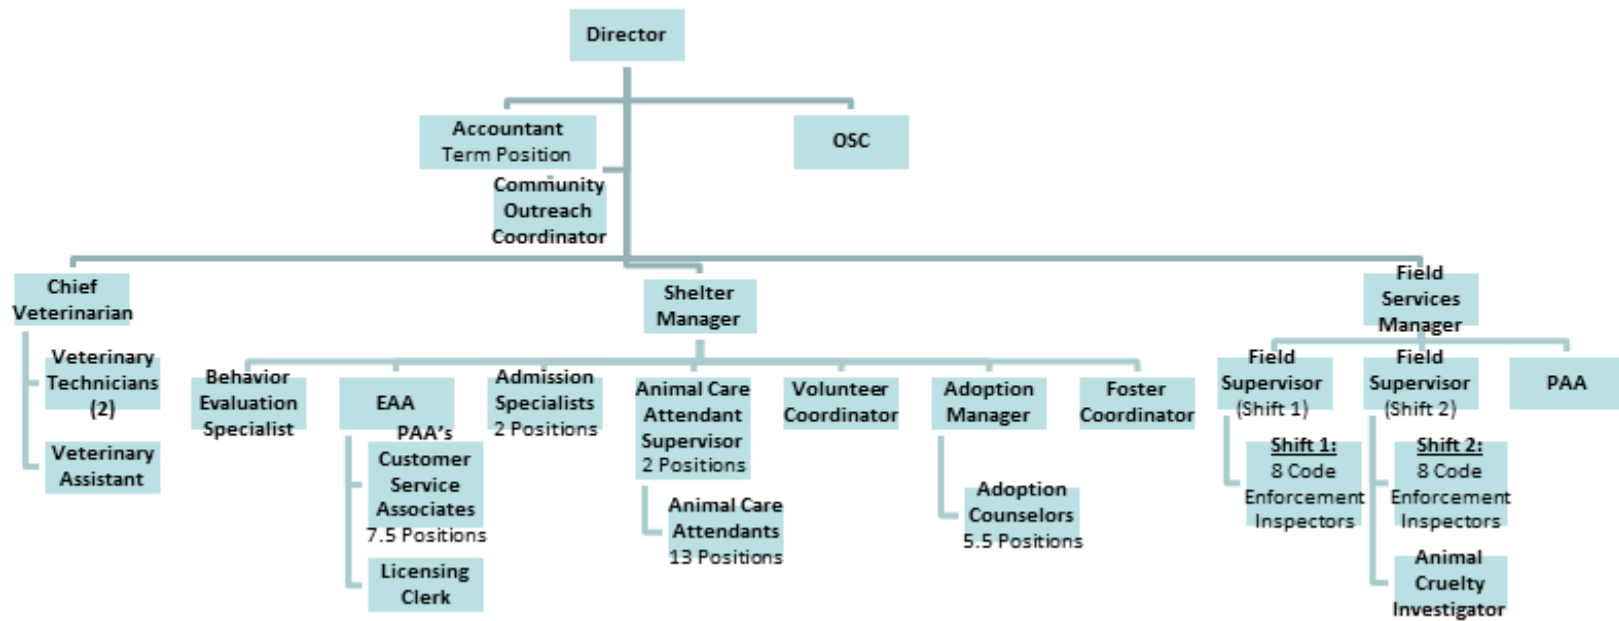 Director
Accountant
Term Position
OSC
Community
Outreach
Coordinator
Chief
Veterinarian
Shelter
Manager
Field
Services
Manager
Veterinary
Technicians
(2)
Veterinary
Assistant
Behavior
Evaluation
Specialist
EAA
PAA's
Customer
Service
Associates
7.5 Positions
Licensing
Clerk
Admission
Specialists
2 Positions
Animal Care
Attendant
Supervisor
2 Positions
Animal Care
Attendants
13 Positions
Volunteer
Coordinator
Adoption
Manager
Adoption
Counselors
5.5 Positions
Foster
Coordinator
Field
Supervisor
(Shift 1)
Shift 1:
8 Code
Enforcement
Inspectors
Field
Supervisor
(Shift 2)
Shift 2:
8 Code
Enforcement
Inspectors
Animal
Cruelty
Investigator
PAA